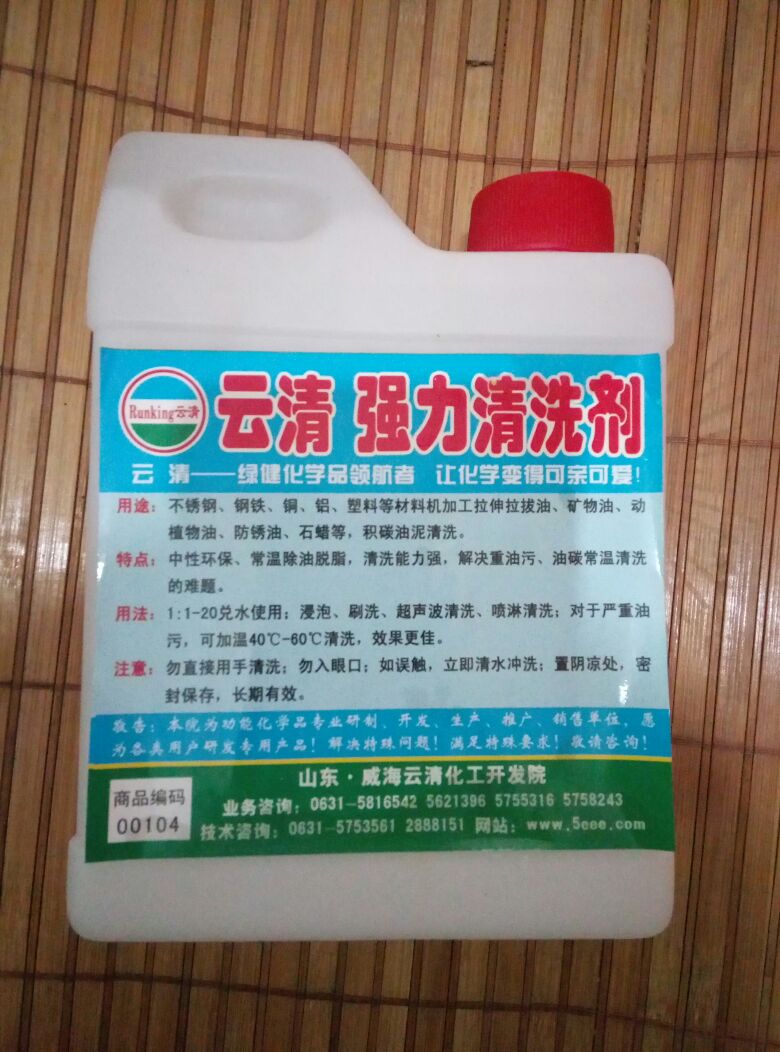 Runking云清
云清 强力清洗剂
云 清——绿健化学品领航者 让化学变得可亲可爱!
用途: 不锈钢、钢铁、铜、铝、塑料等材料机加工拉伸拉拔油、矿物油、动
植物油、防锈油、石蜡等，积碳油泥清洗。
特点: 中性环保、常温除油脱脂，清洗能力强，解决重油污、油碳常温清洗
的难题。
用法: 1:1-20兑水使用；浸泡、刷洗、超声波清洗、喷淋清洗；对于严重油
污，可加温40℃-60℃清洗，效果更佳。
注意: 勿直接用手清洗；勿入眼口；如误触，立即清水冲洗；置阴凉处，密
封保存，长期有效。
敬告：本院为功能化学品专业研制、开发、生产、推广、销售单位，愿
为各类用户研发专用产品！解决特殊问题！满足特殊要求！敬请咨询！
山东·威海云清化工开发院
商品编码
00104
业务咨询: 0631-5816542 5621396 5755316 5758243
技术咨询: 0631-5753561 2888151 网站: www.5eee.com